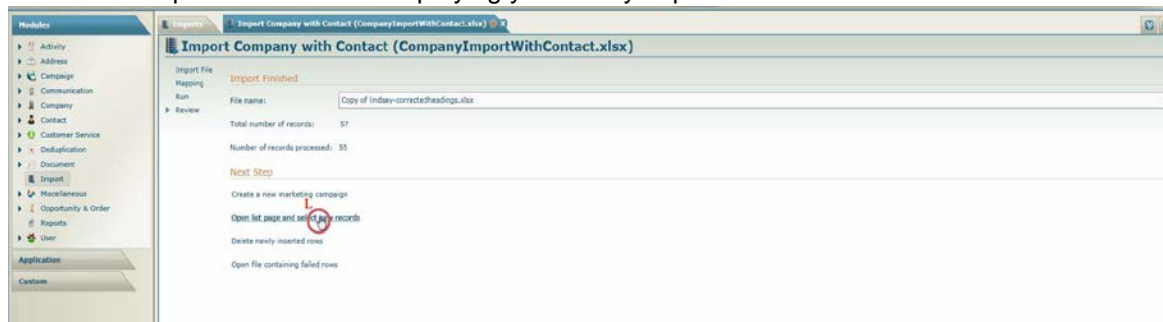 Modules
Activity
Address
Campaign
Communication
Company
Contact
Customer Service
Deduplication
Document
Import
Miscellaneous
Opportunity & Order
Reports
User
Application
Custom
Imports
Import Company with Contact (CompanyImportWithContact.xlsx)
Import Company with Contact (CompanyImportWithContact.xlsx)
Import File
Mapping
Run
Review
Import Finished
File name: Copy of lindsay-correctedheadings.xlsx
Total number of records: 57
Number of records processed: 55
Next Step
Create a new marketing campaign
L
Open list page and select new records
Delete newly inserted rows
Open file containing failed rows